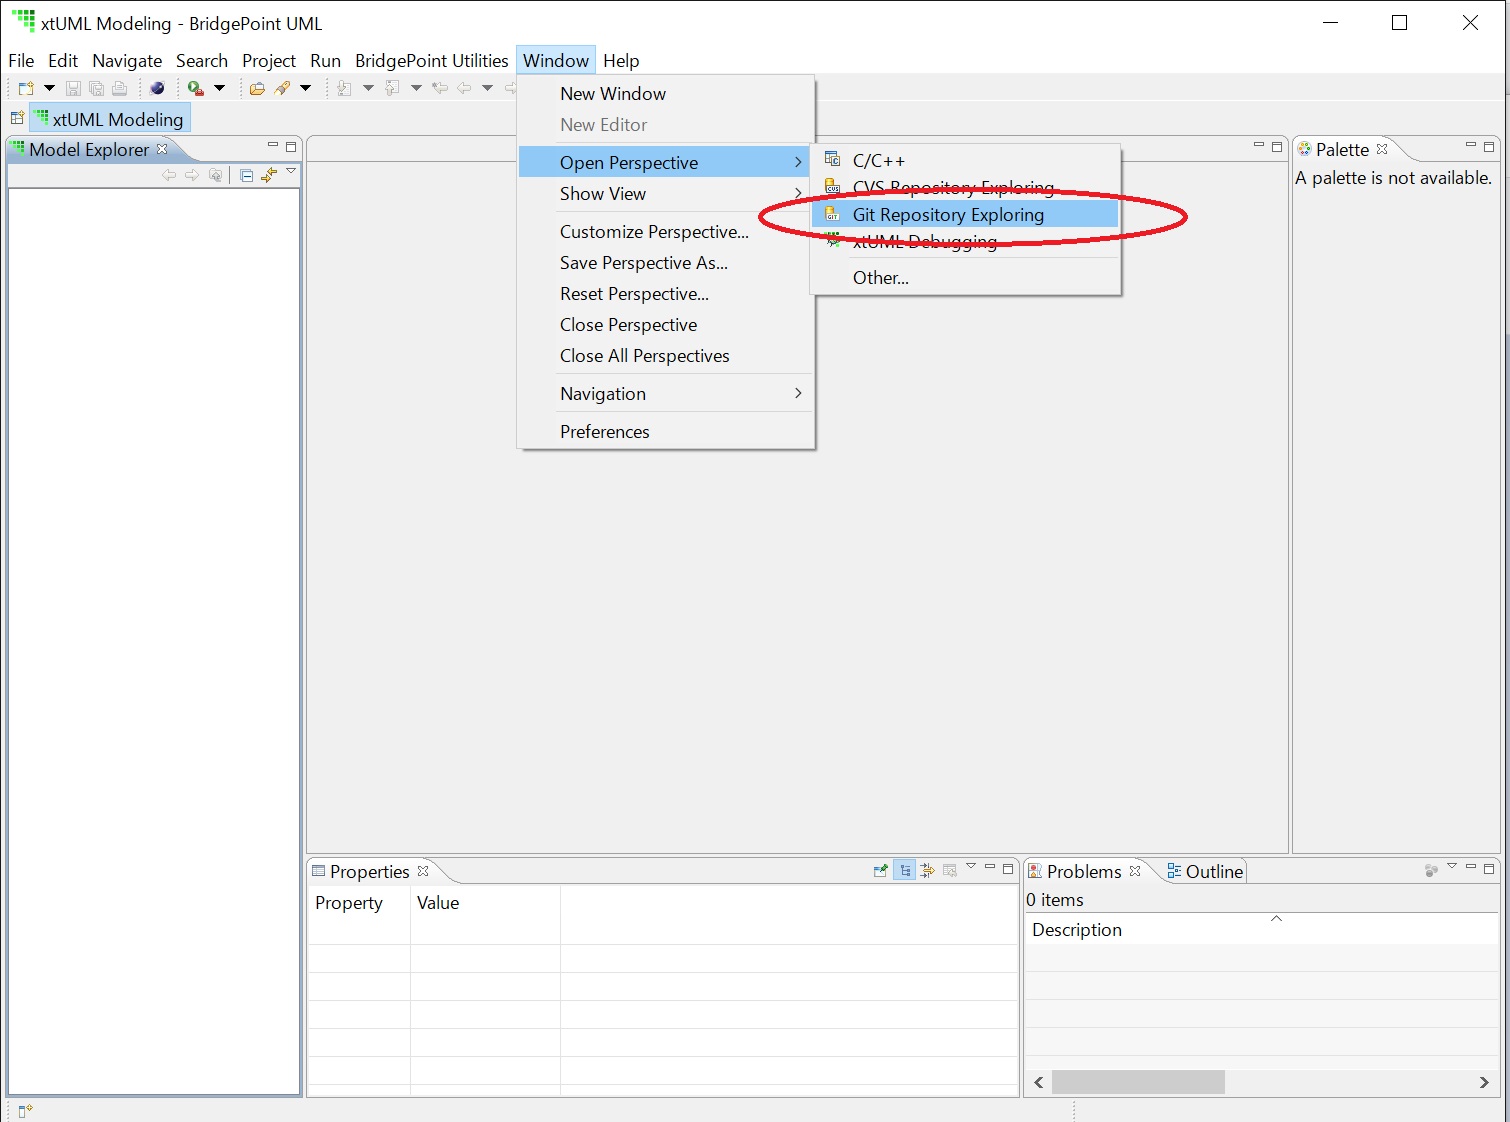 xtUML Modeling - BridgePoint UML
File Edit Navigate Search Project Run BridgePoint Utilities Window Help
xtUML Modeling
Model Explorer
New Window
New Editor
Open Perspective
Show View
Customize Perspective...
Save Perspective As...
Reset Perspective...
Close Perspective
Close All Perspectives
Navigation
Preferences
C/C++
CVS Repository Exploring
Git Repository Exploring
xtUML Debugging
Other...
Palette
A palette is not available.
Properties
Property Value
Problems Outline
0 items
Description